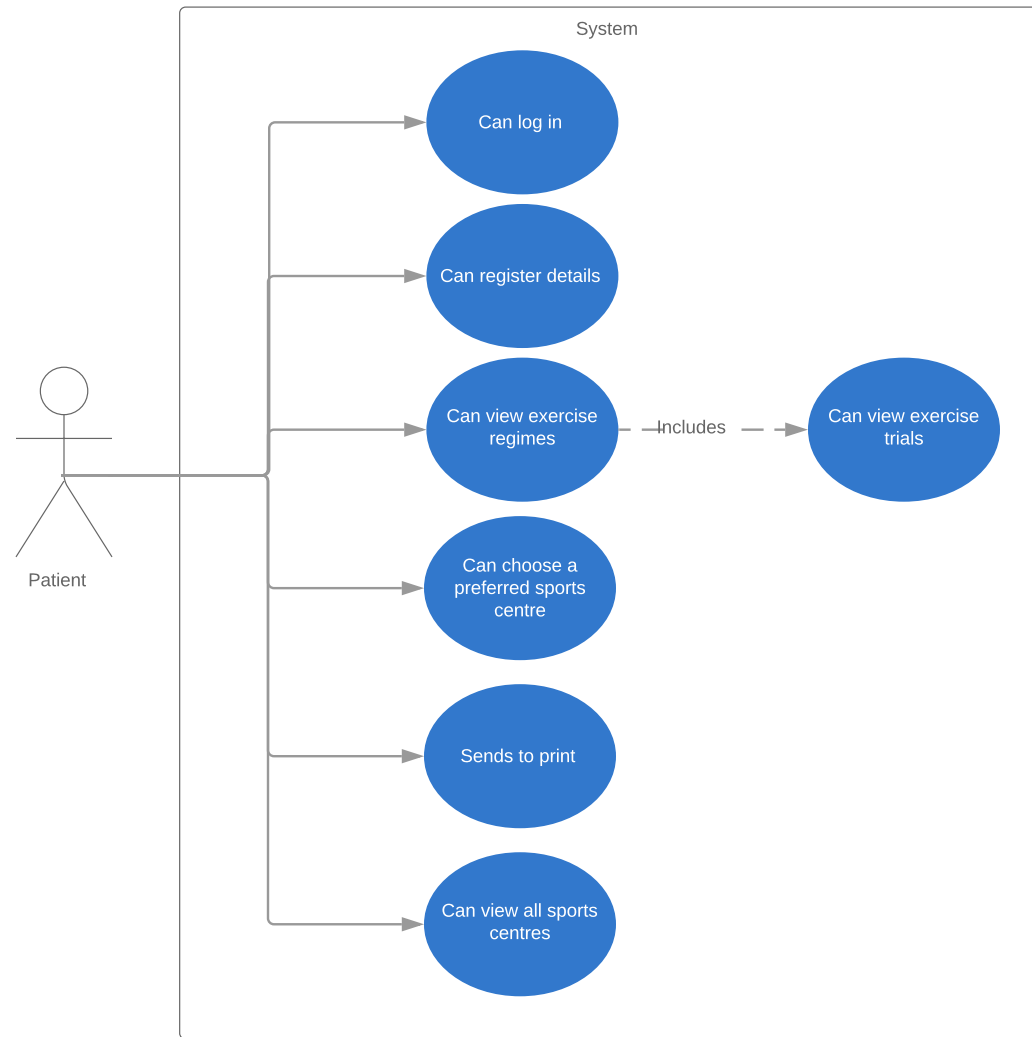 System
Can log in
Can register details
Can view exercise
regimes
Includes
Can view exercise
trials
Can choose a
preferred sports
centre
Patient
Sends to print
Can view all sports
centres